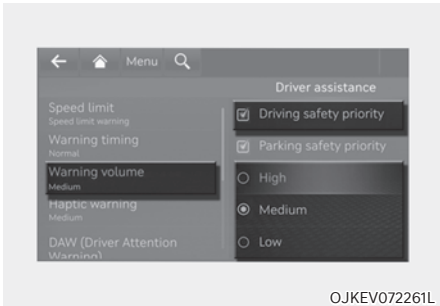 Menu
Driver assistance
Speed limit
Speed limit warning
Warning timing
Normal
Warning volume
Medium
Haptic warning
Medium
DAW (Driver Attention
Warning)
Driving safety priority
Parking safety priority
High
Medium
Low
OJKEV072261L